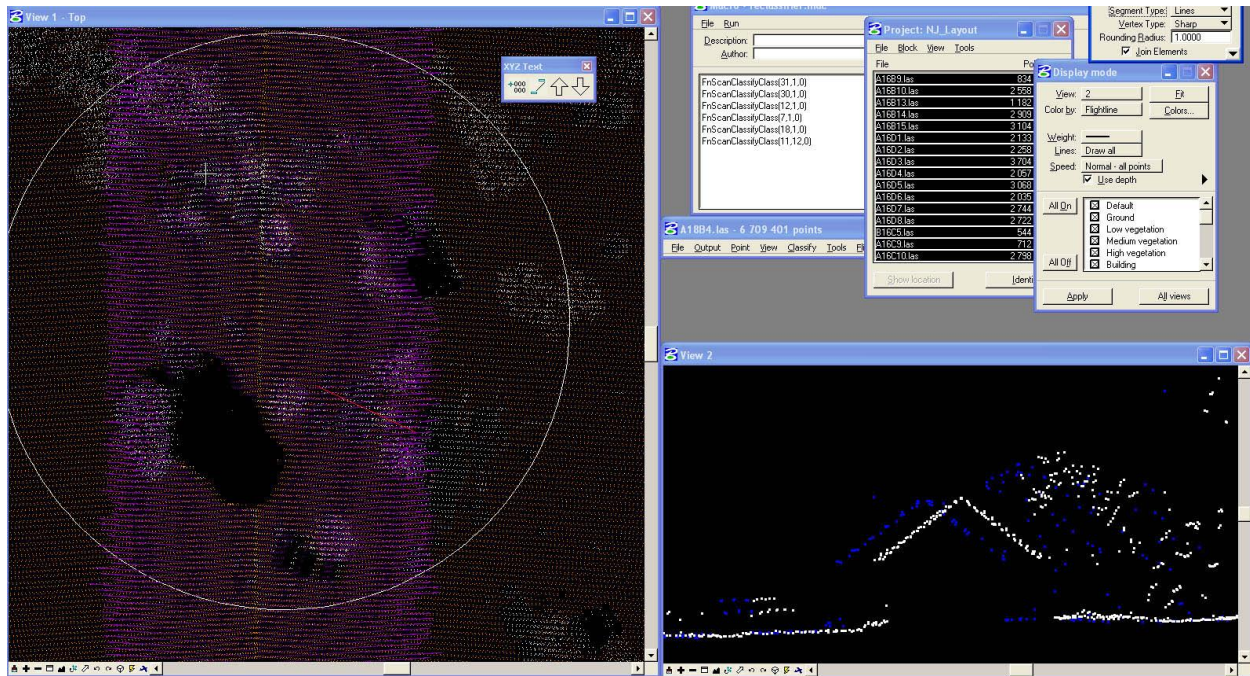 View 1 - Top
XYZ Text
+000
000
File Run
Description:
Author:
FnScanClassifyClass(31,1,0)
FnScanClassifyClass(30,1,0)
FnScanClassifyClass(12,1,0)
FnScanClassifyClass(7,1,0)
FnScanClassifyClass(18,1,0)
FnScanClassifyClass(11,12,0)
A18B4.las - 6 709 401 points
File Output Point View Classify Tools
Project: NJ_Layout
File Block View Tools
File
A16B9.las 834
A16B10.las 2 558
A16B13.las 1 182
A16B14.las 2 909
A16B15.las 3 104
A16D1.las 2 133
A16D2.las 2 258
A16D3.las 3 704
A16D4.las 2 057
A16D5.las 3 068
A16D6.las 2 035
A16D7.las 2 744
A16D8.las 2 722
B16C5.las 544
A16C9.las 712
A16C10.las 2 798
Show location Identi
Segment Type: Lines
Vertex Type: Sharp
Rounding Radius: 1.0000
Join Elements
Display mode
View: 2 Fit
Color by: Flightline Colors...
Weight:
Lines: Draw all
Speed: Normal - all points
Use depth
All On
Default
Ground
Low vegetation
Medium vegetation
High vegetation
Building
All Off
Apply All views
View 2